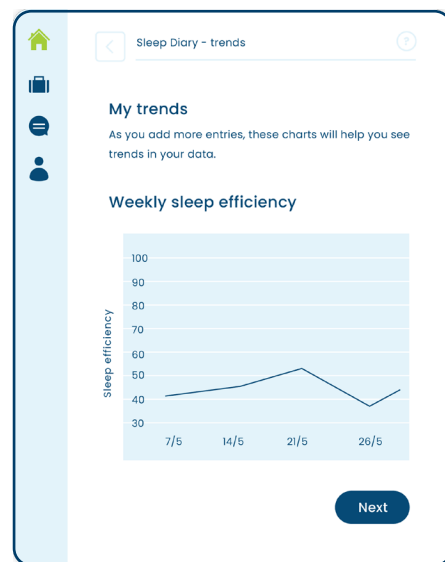 Sleep Diary - trends
?
My trends
As you add more entries, these charts will help you see
trends in your data.
Weekly sleep efficiency
Sleep efficiency
100
90
80
70
60
50
40
30
7/5 14/5 21/5 26/5
Next